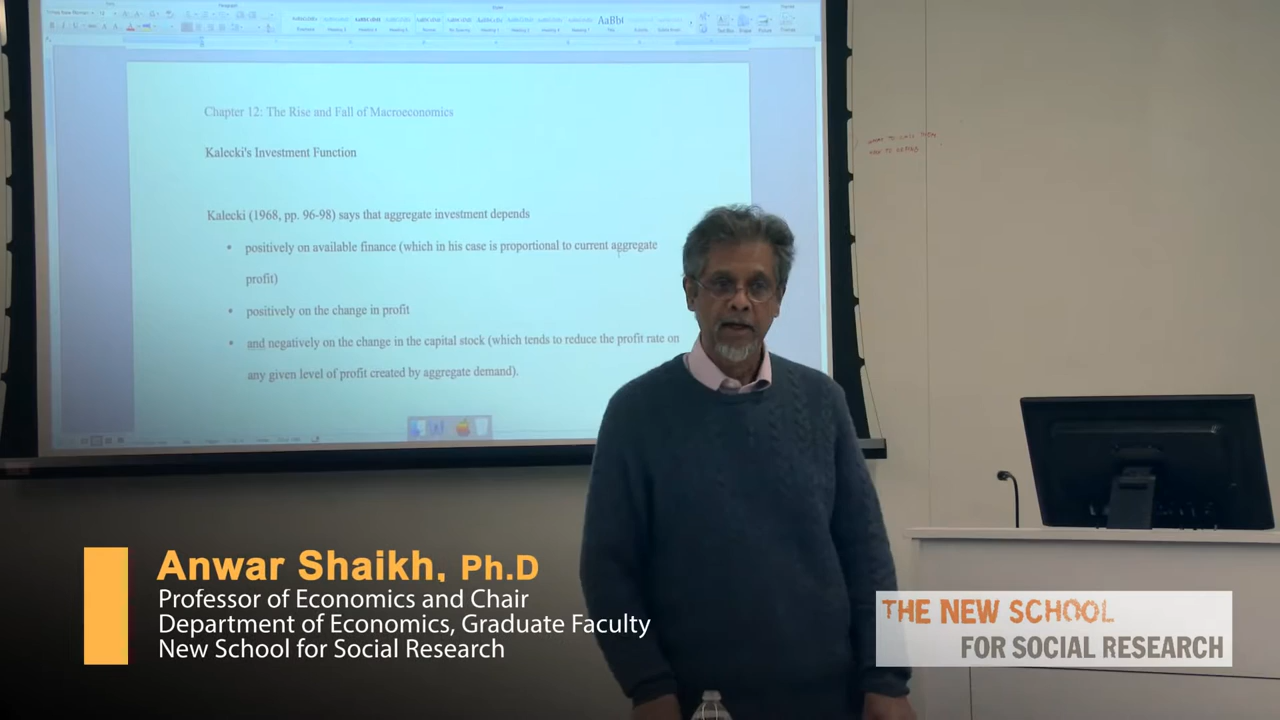 AaBbI
Chapter 12: The Rise and Fall of Macroeconomics
Kalecki's Investment Function
Kalecki (1968, pp. 96-98) says that aggregate investment depends
• positively on available finance (which in his case is proportional to current aggregate
profit)
• positively on the change in profit
• and negatively on the change in the capital stock (which tends to reduce the profit rate on
any given level of profit created by aggregate demand).
Anwar Shaikh, Ph.D
Professor of Economics and Chair
Department of Economics, Graduate Faculty
New School for Social Research
THE NEW SCHOOL
FOR SOCIAL RESEARCH